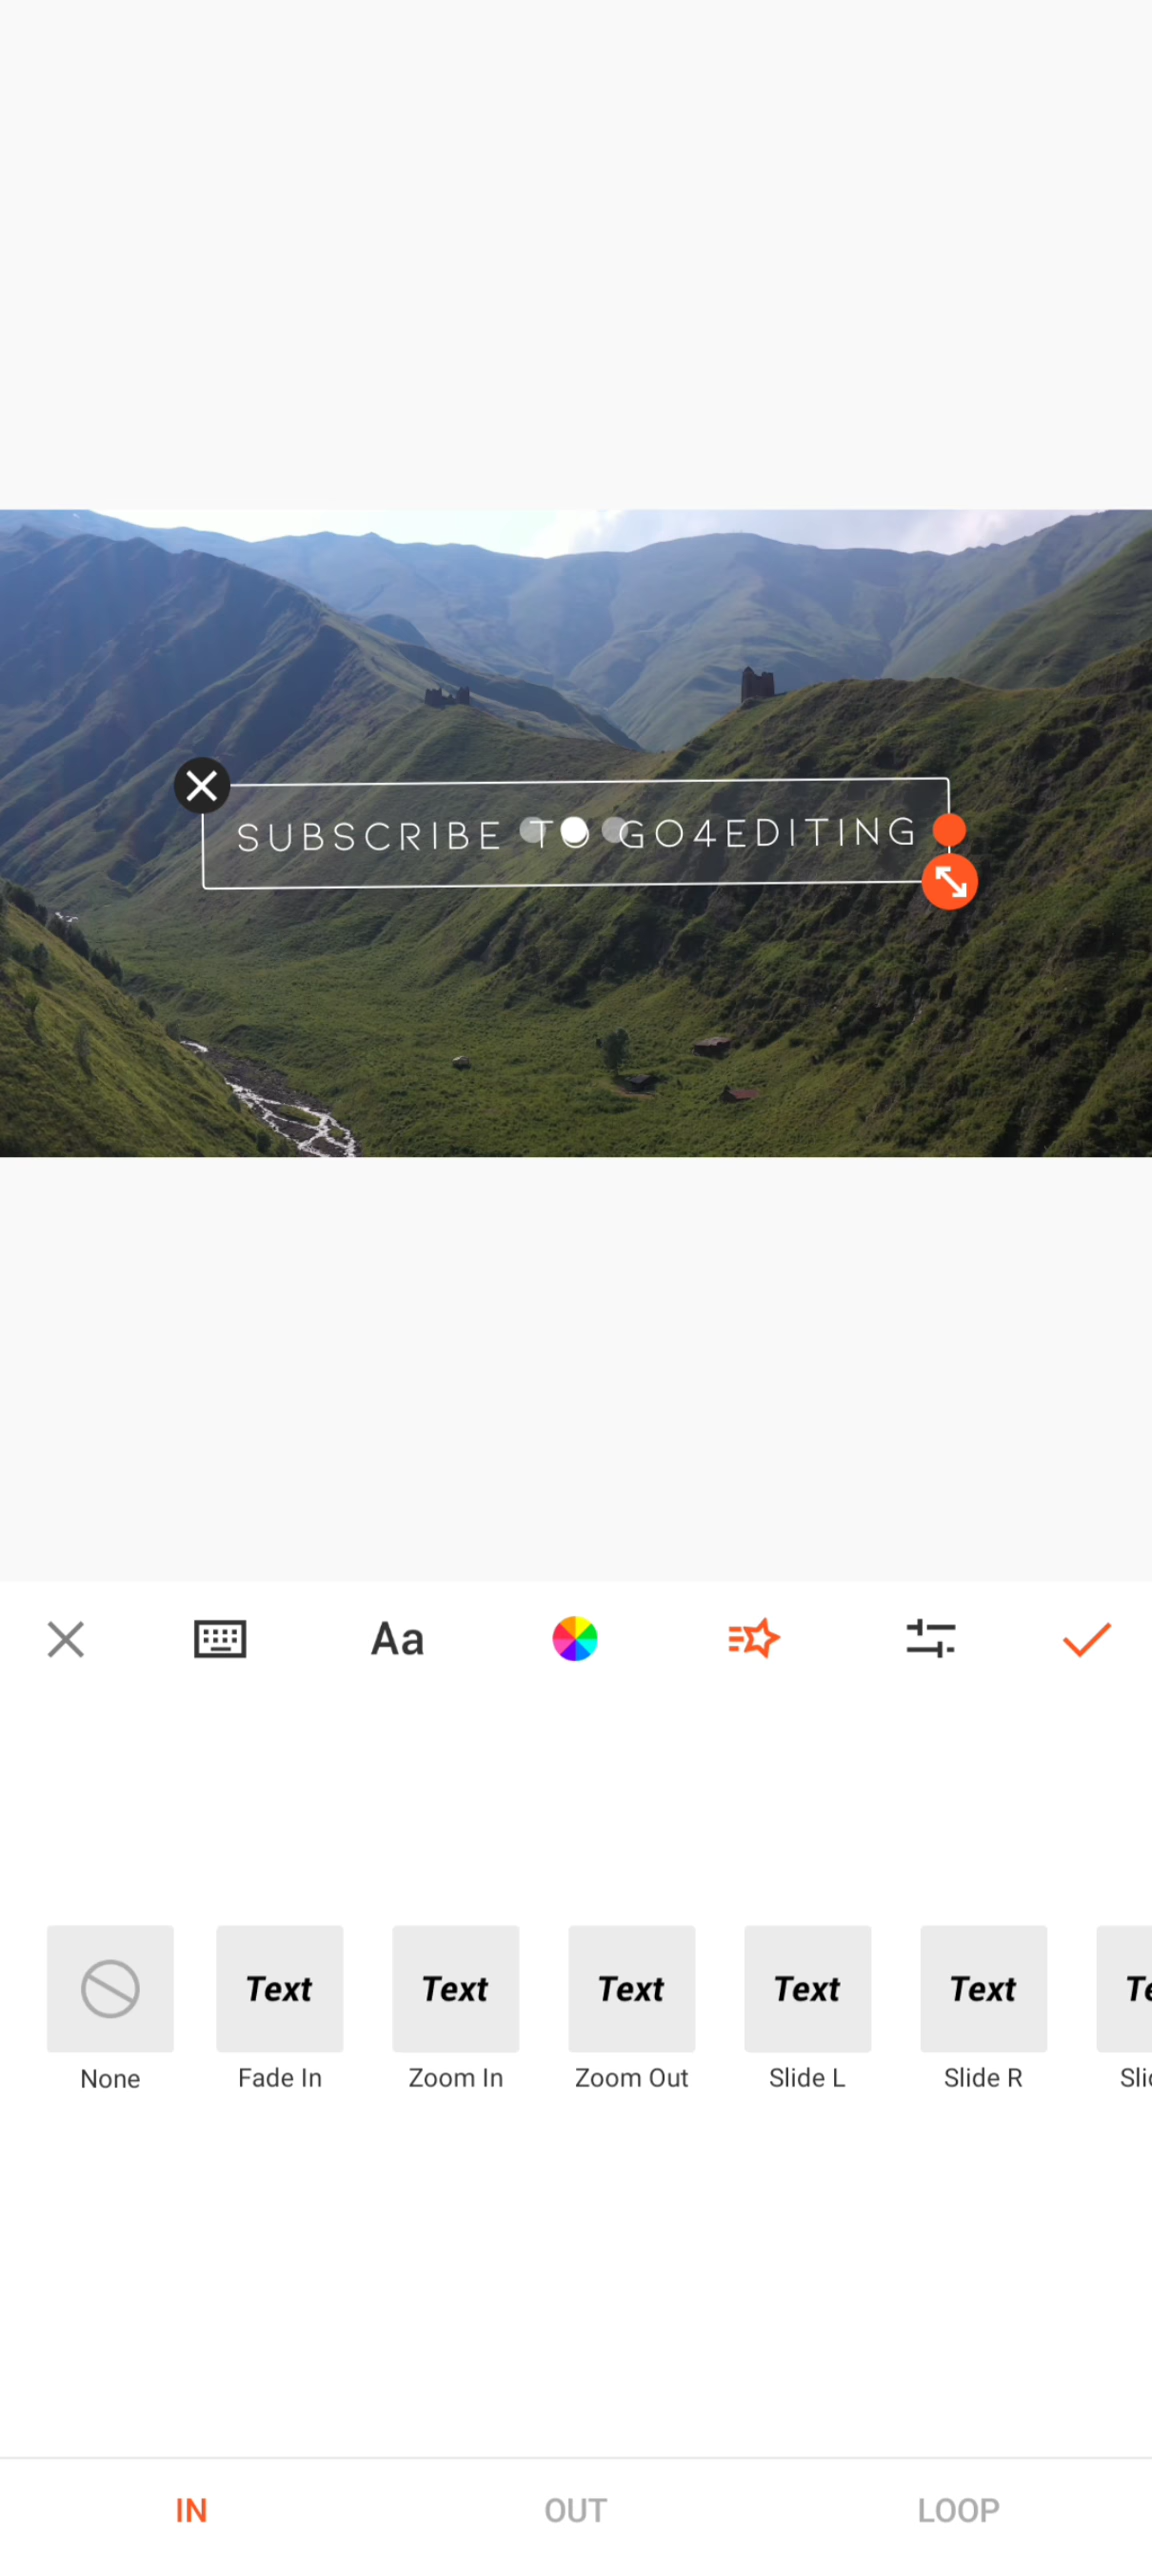 SUBSCRIBE TO GO4EDITING
Aa
Text Text Text Text Text
None Fade In Zoom In Zoom Out Slide L Slide R
IN OUT LOOP